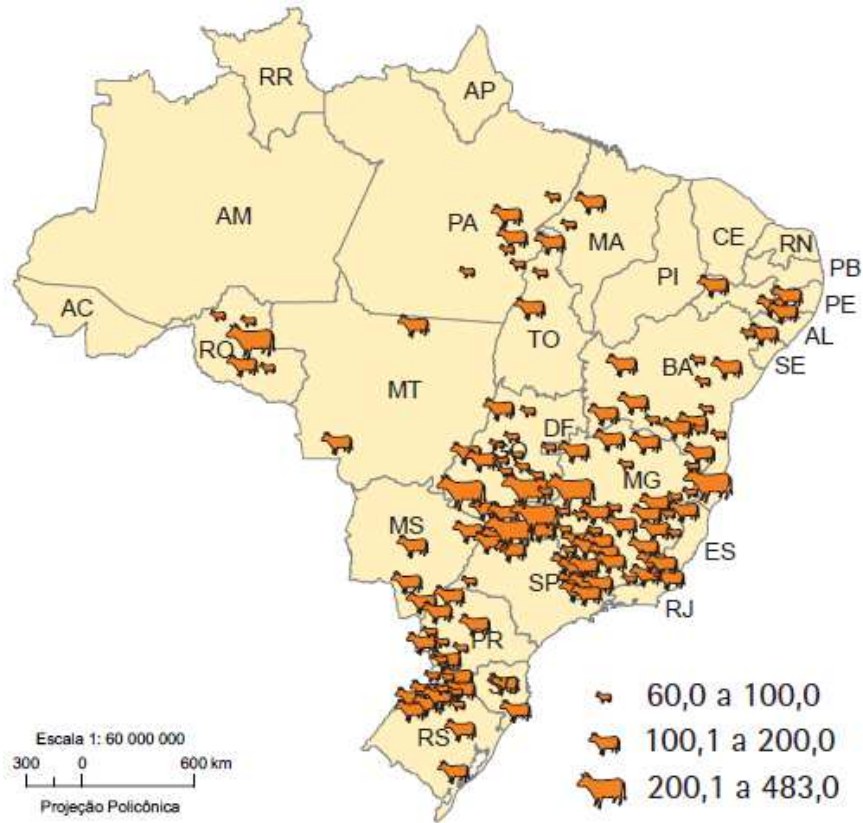 RR
AP
AM
PA
MA
CE
RN
PB
PE
AL
SE
PI
AC
RO
TO
BA
MT
DF
GO
MG
MS
ES
SP
RJ
PR
RS
60,0 a 100,0
100,1 a 200,0
200,1 a 483,0
Escala 1: 60 000 000
300 0 600 km
Projeção Policônica